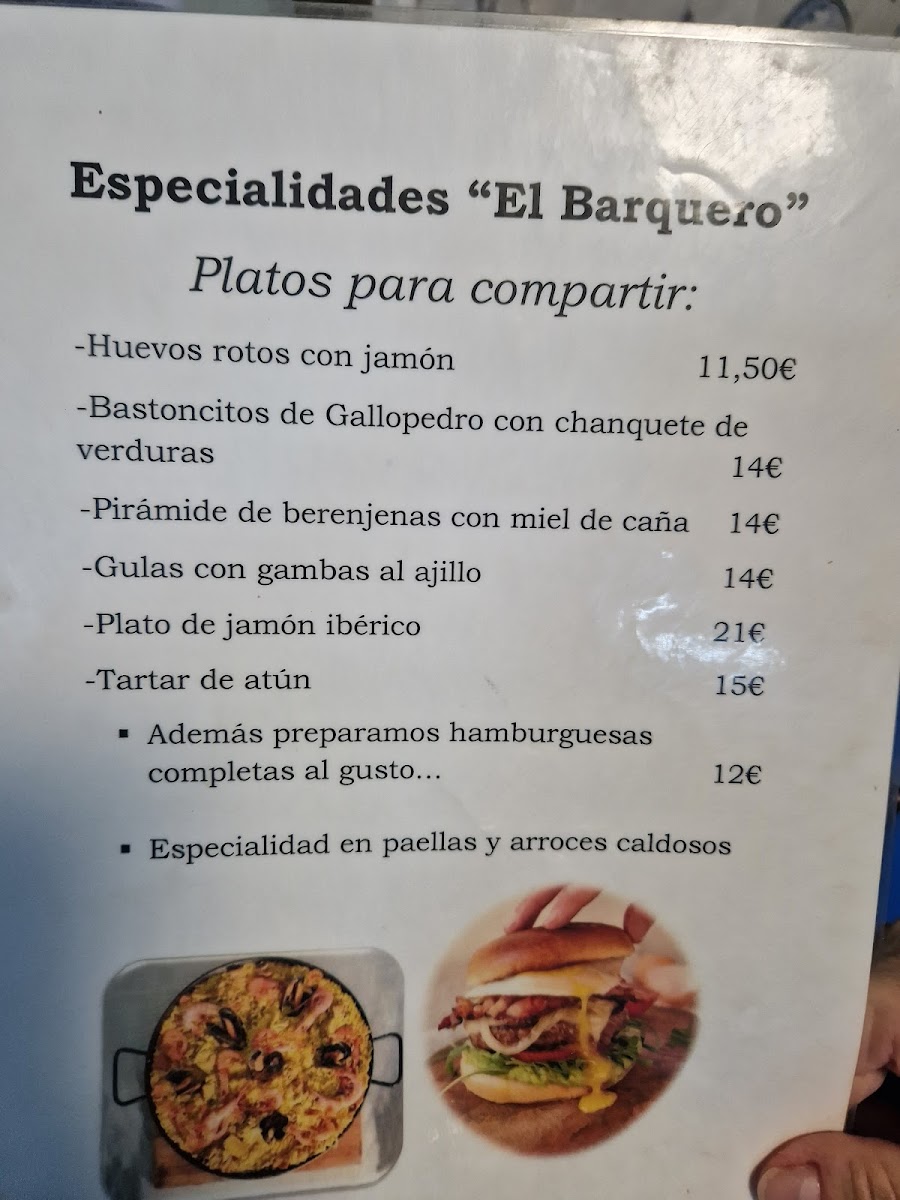 Especialidades “El Barquero”
Platos para compartir:
-Huevos rotos con jamón 11,50€
-Bastoncitos de Gallopedro con chanquete de
verduras 14€
-Pirámide de berenjenas con miel de caña 14€
-Gulas con gambas al ajillo 14€
-Plato de jamón ibérico 21€
-Tartar de atún 15€
▪ Además preparamos hamburguesas
completas al gusto... 12€
▪ Especialidad en paellas y arroces caldosos